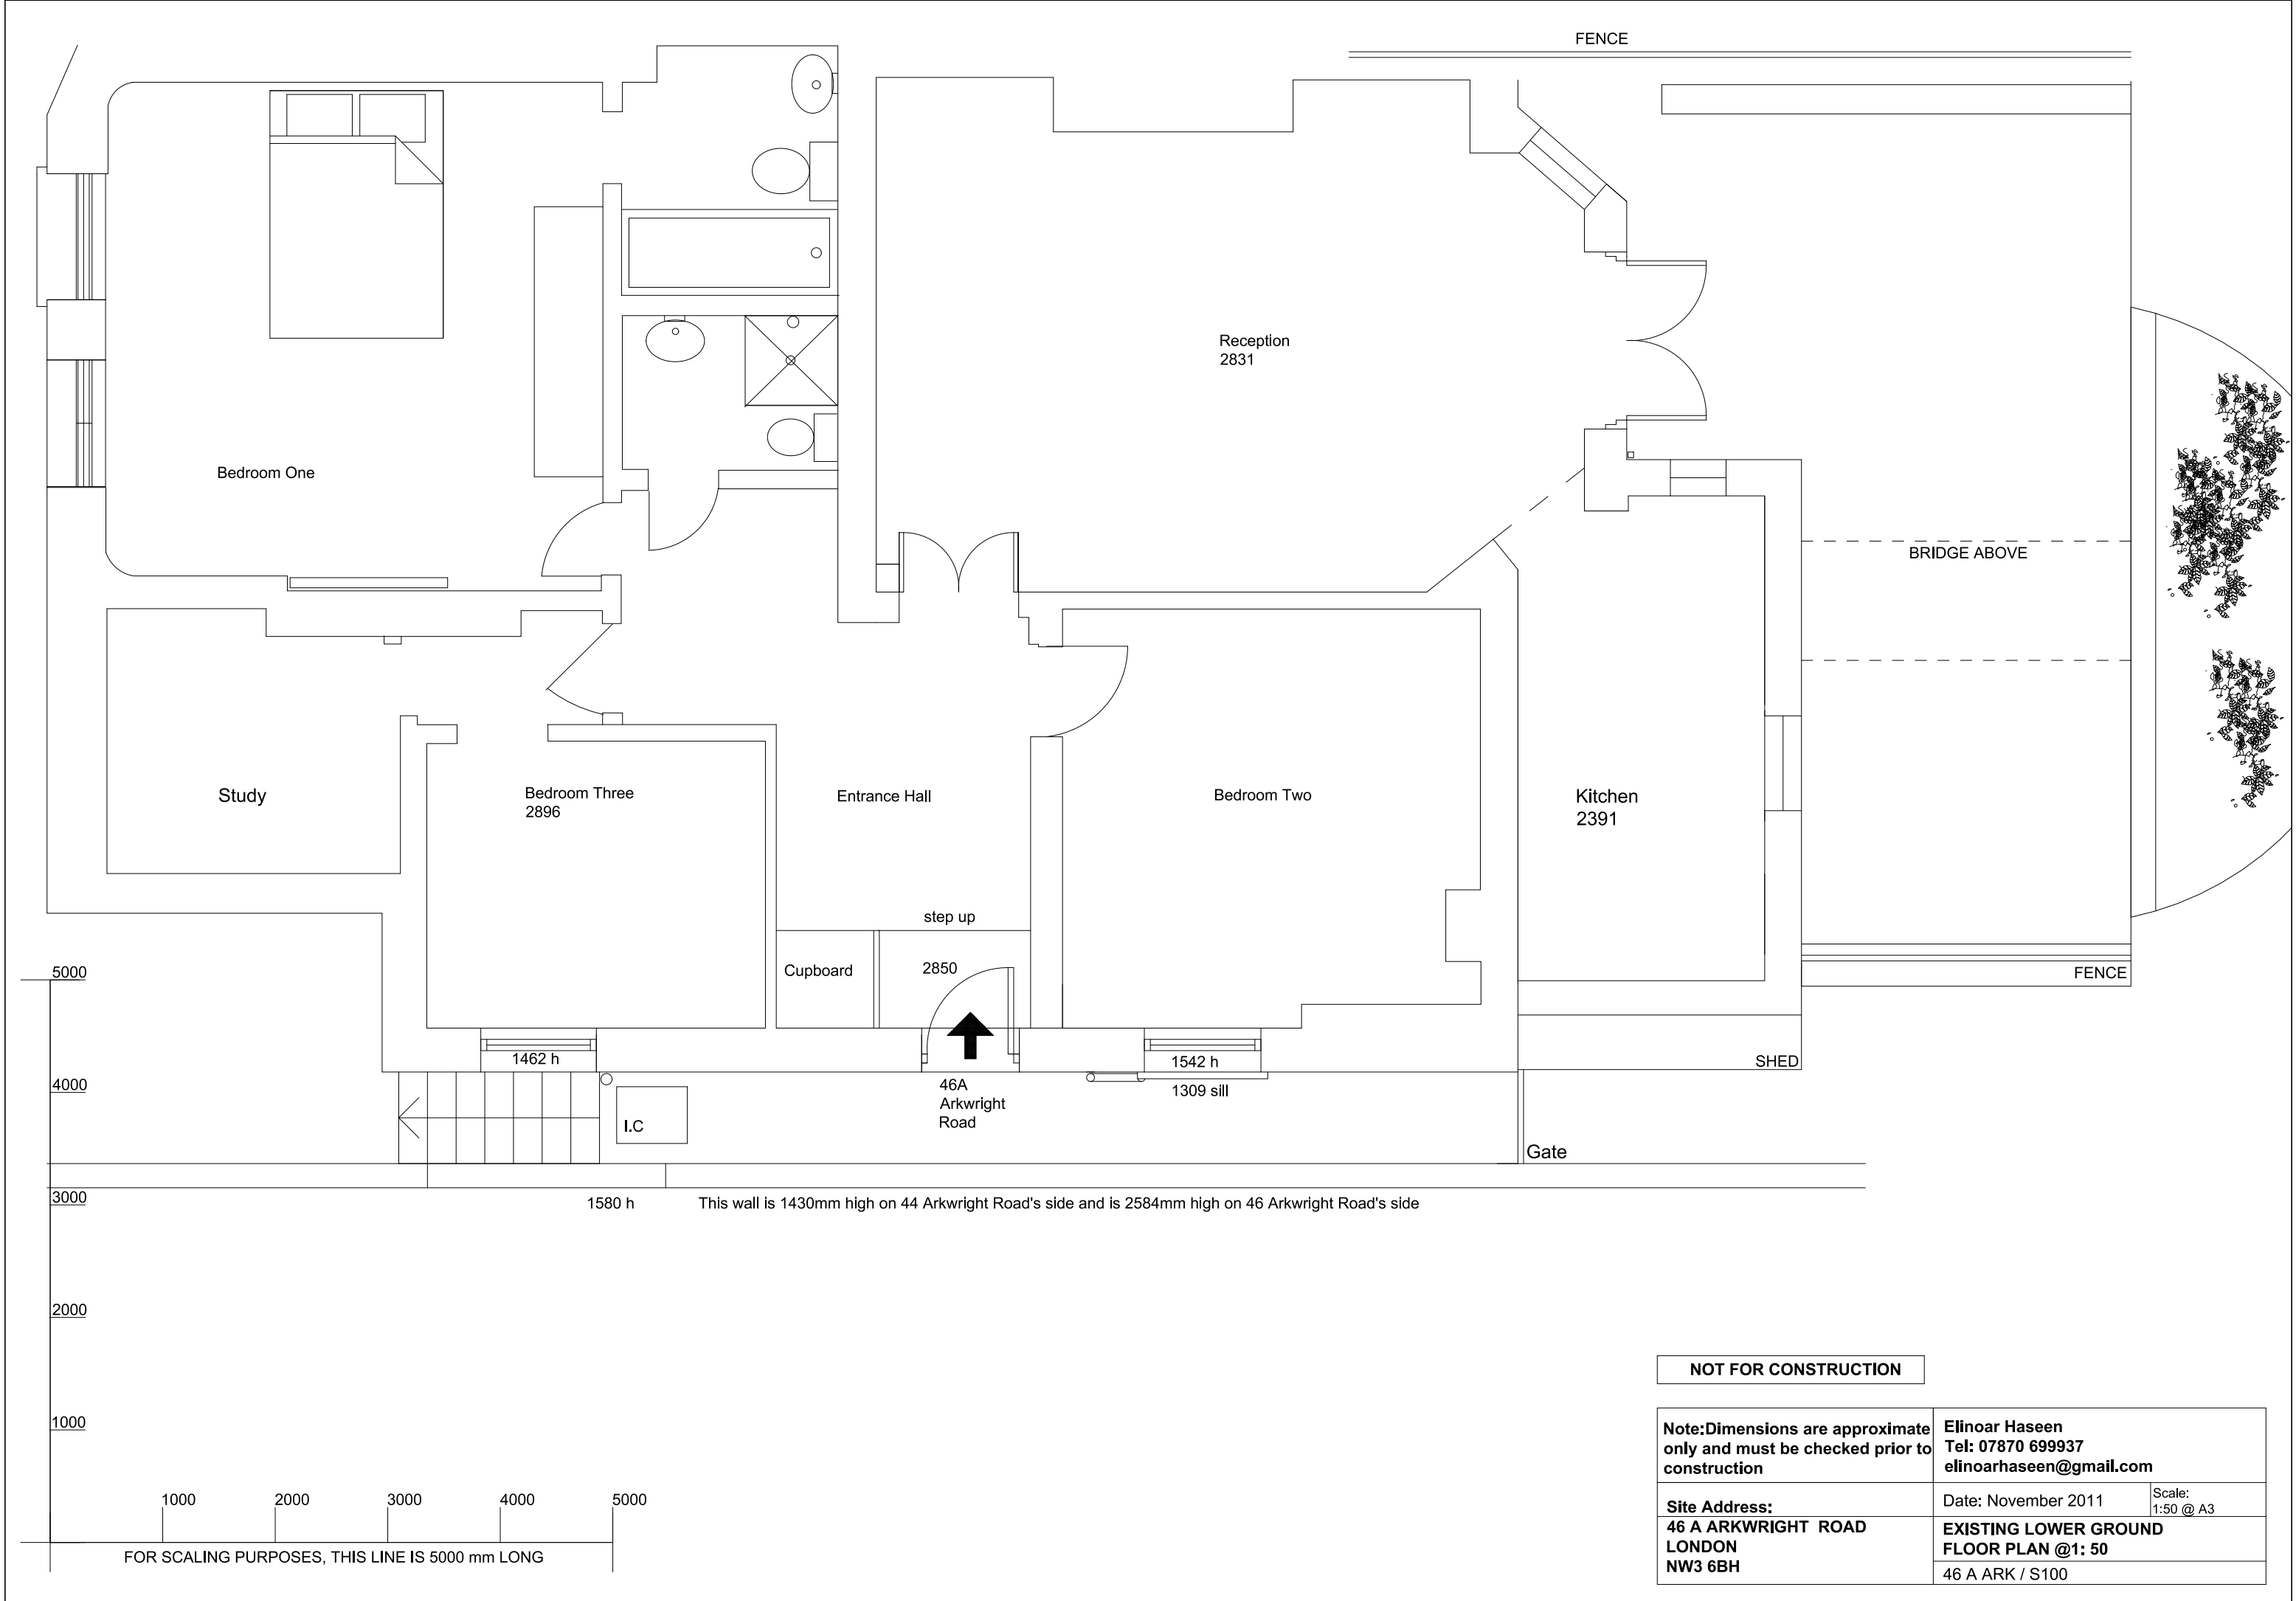 FENCE
Reception
2831
Bedroom One
BRIDGE ABOVE
Study
Bedroom Three
2896
Entrance Hall
Bedroom Two
Kitchen
2391
step up
Cupboard
2850
FENCE
1462 h
1542 h
SHED
46A
Arkwright
Road
1309 sill
I.C
Gate
1580 h
This wall is 1430mm high on 44 Arkwright Road's side and is 2584mm high on 46 Arkwright Road's side
5000
4000
3000
2000
1000
1000 2000 3000 4000 5000
FOR SCALING PURPOSES, THIS LINE IS 5000 mm LONG
NOT FOR CONSTRUCTION
Note:Dimensions are approximate
only and must be checked prior to
construction
Elinoar Haseen
Tel: 07870 699937
elinoarhaseen@gmail.com
Site Address:
46 A ARKWRIGHT ROAD
LONDON
NW3 6BH
Date: November 2011
Scale:
1:50 @ A3
EXISTING LOWER GROUND
FLOOR PLAN @1: 50
46 A ARK / S100